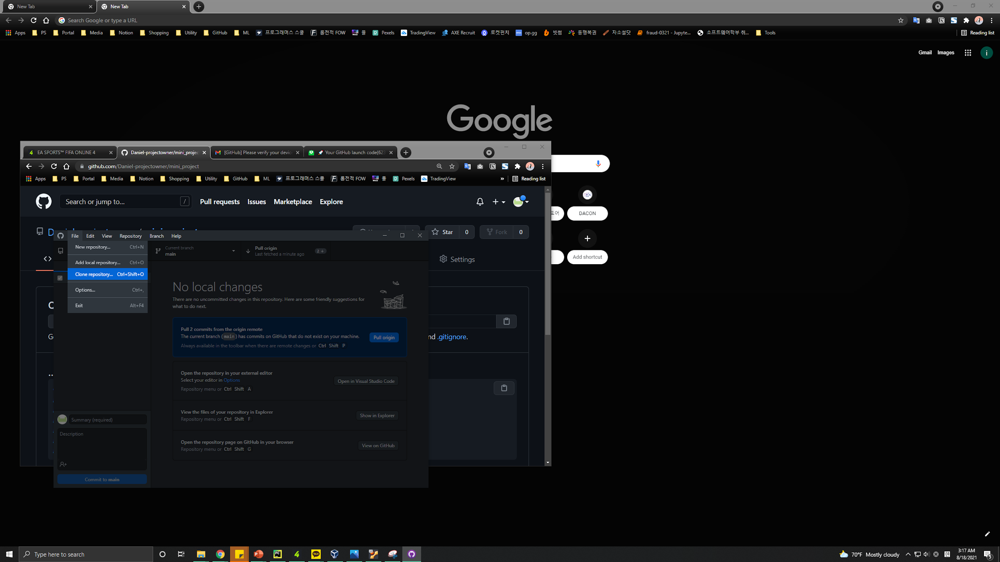 New Tab
New Tab
Search Google or type a URL
Apps PS Portal Media Notion Shopping Utility GitHub ML 프로그래머스 스쿨 롤전적 FOW 뮬 Pexels TradingView AXE Recruit 로켓펀치 op.gg 빗썸 동행복권 자소설닷 fraud-0321 - Jupyte... 소프트웨어학부 취... Tools Reading list
Gmail Images i
Google
EA SPORTS™ FIFA ONLINE 4
Daniel-projectowner/mini_projec
[GitHub] Please verify your device
Your GitHub launch code(623
github.com/Daniel-projectowner/mini_project
Apps PS Portal Media Notion Shopping Utility GitHub ML 프로그래머스 스쿨 롤전적 FOW 뮬 Pexels TradingView » Reading list
Search or jump to... /
Pull requests Issues Marketplace Explore
토어
DACON
Add shortcut
Star 0 Fork 0
Settings
nd .gitignore.
File Edit View Repository Branch Help
New repository... Ctrl+N
Add local repository... Ctrl+O
Clone repository... Ctrl+Shift+O
Options... Ctrl+,
Exit Alt+F4
Current branch
main
Pull origin
Last fetched a minute ago
2
No local changes
There are no uncommitted changes in this repository. Here are some friendly suggestions for
what to do next.
Pull 2 commits from the origin remote
The current branch (main) has commits on GitHub that do not exist on your machine.
Always available in the toolbar when there are remote changes or Ctrl Shift P
Pull origin
Open the repository in your external editor
Select your editor in Options
Repository menu or Ctrl Shift A
Open in Visual Studio Code
View the files of your repository in Explorer
Repository menu or Ctrl Shift F
Show in Explorer
Open the repository page on GitHub in your browser
Repository menu or Ctrl Shift G
View on GitHub
Summary (required)
Description
Commit to main
Type here to search
70°F Mostly cloudy
3:17 AM
8/18/2021
5